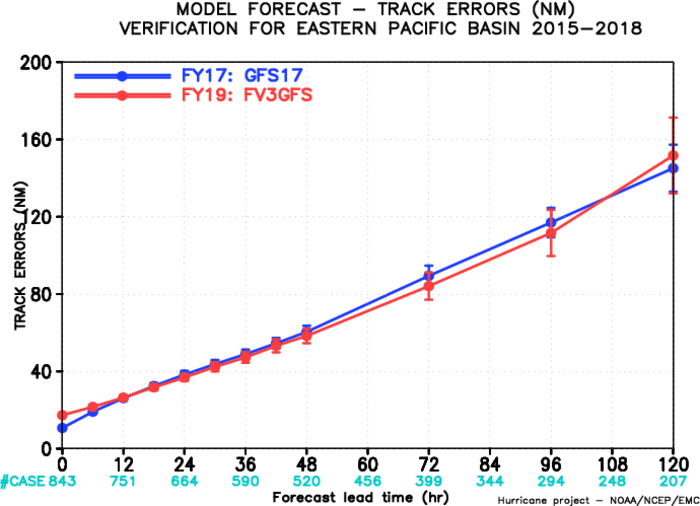 MODEL FORECAST – TRACK ERRORS (NM)
VERIFICATION FOR EASTERN PACIFIC BASIN 2015–2018
FY17: GFS17
FY19: FV3GFS
TRACK ERRORS (NM)
200
160
120
80
40
0
0 12 24 36 48 60 72 84 96 108 120
#CASE 843 751 664 590 520 456 399 344 294 248 207
Forecast lead time (hr)
Hurricane project – NOAA/NCEP/EMC